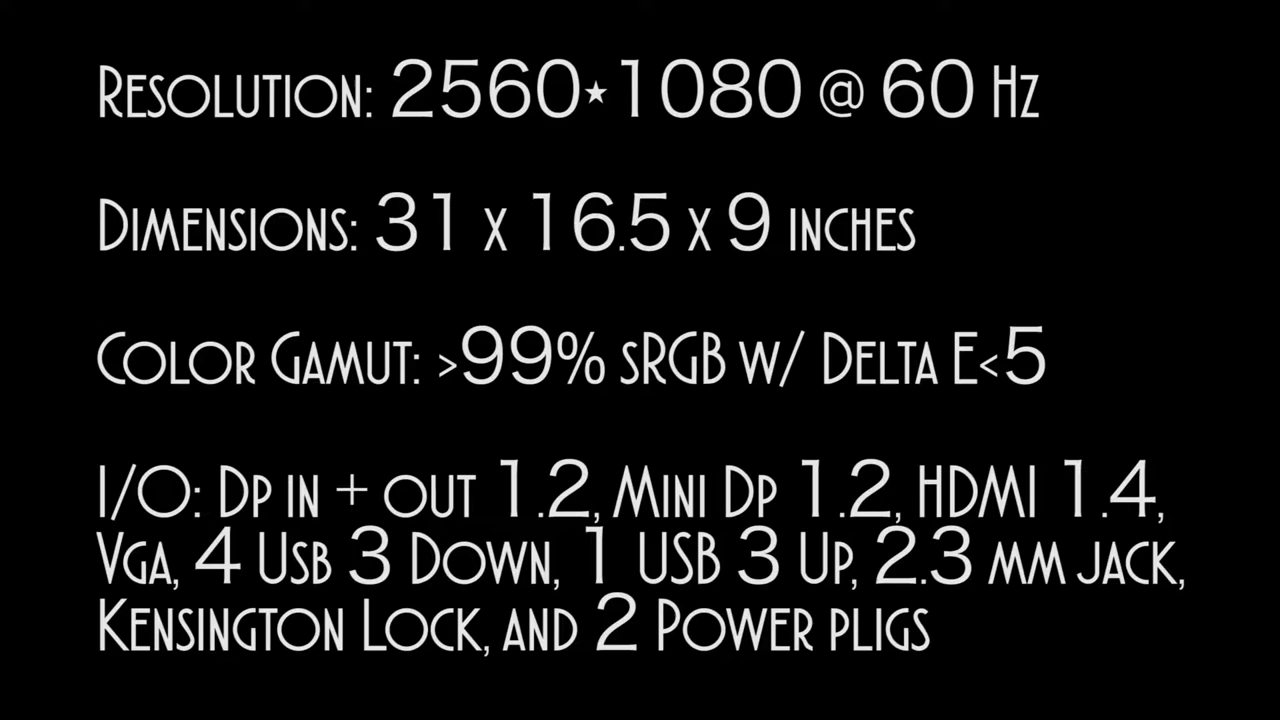 Resolution: 2560★1080 @ 60 Hz
Dimensions: 31 x 16.5 x 9 inches
Color Gamut: >99% sRGB w/ Delta E<5
I/O: Dp in + out 1.2, Mini Dp 1.2, HDMI 1.4,
Vga, 4 Usb 3 Down, 1 USB 3 Up, 2.3 mm jack,
Kensington Lock, and 2 Power pligs